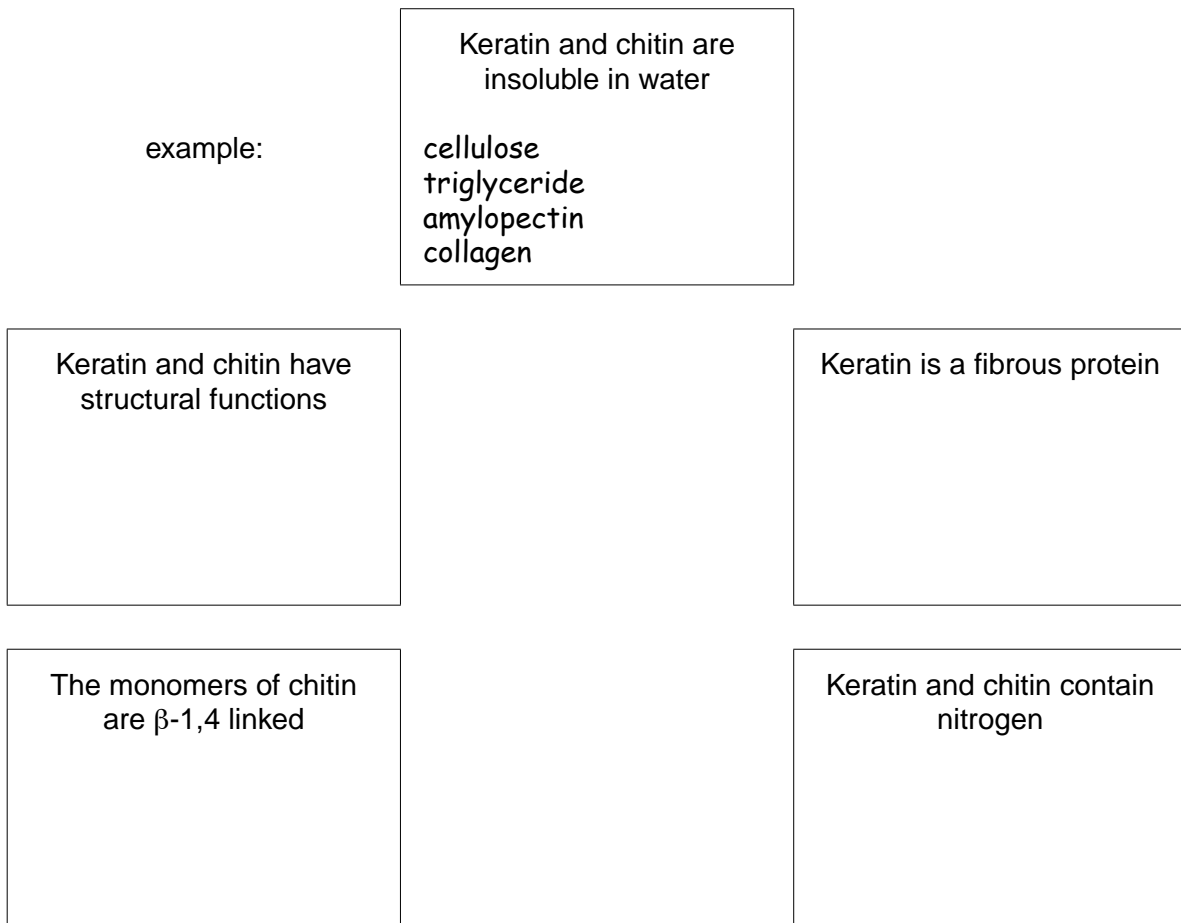 Keratin and chitin are
insoluble in water
example:
cellulose
triglyceride
amylopectin
collagen
Keratin and chitin have
structural functions
Keratin is a fibrous protein
The monomers of chitin
are β-1,4 linked
Keratin and chitin contain
nitrogen